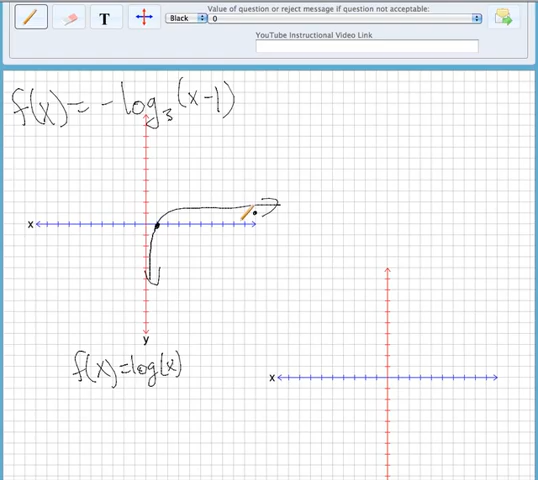 Value of question or reject message if question not acceptable:
T Black 0
YouTube Instructional Video Link
f(x)=-log₃(x-1)
x
y
f(x)=log(x)
x